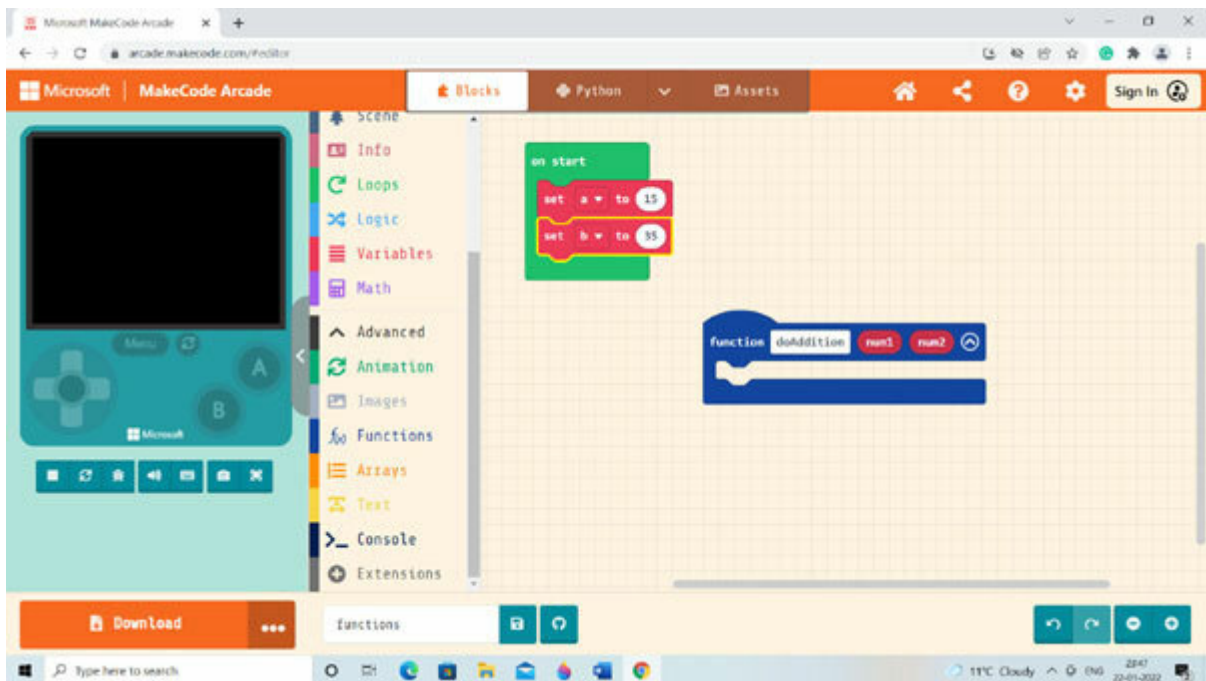 Microsoft MakeCode Arcade
arcade.makecode.com/#editor
Microsoft | MakeCode Arcade
Blocks
Python
Assets
Sign In
Scene
Info
Loops
Logic
Variables
Math
Advanced
Animation
Images
Functions
Arrays
Text
Console
Extensions
on start
set a to 15
set b to 35
function doAddition num1 num2
Menu
A
B
Microsoft
Download
functions
Type here to search
11°C Cloudy
ENG
22-01-2022